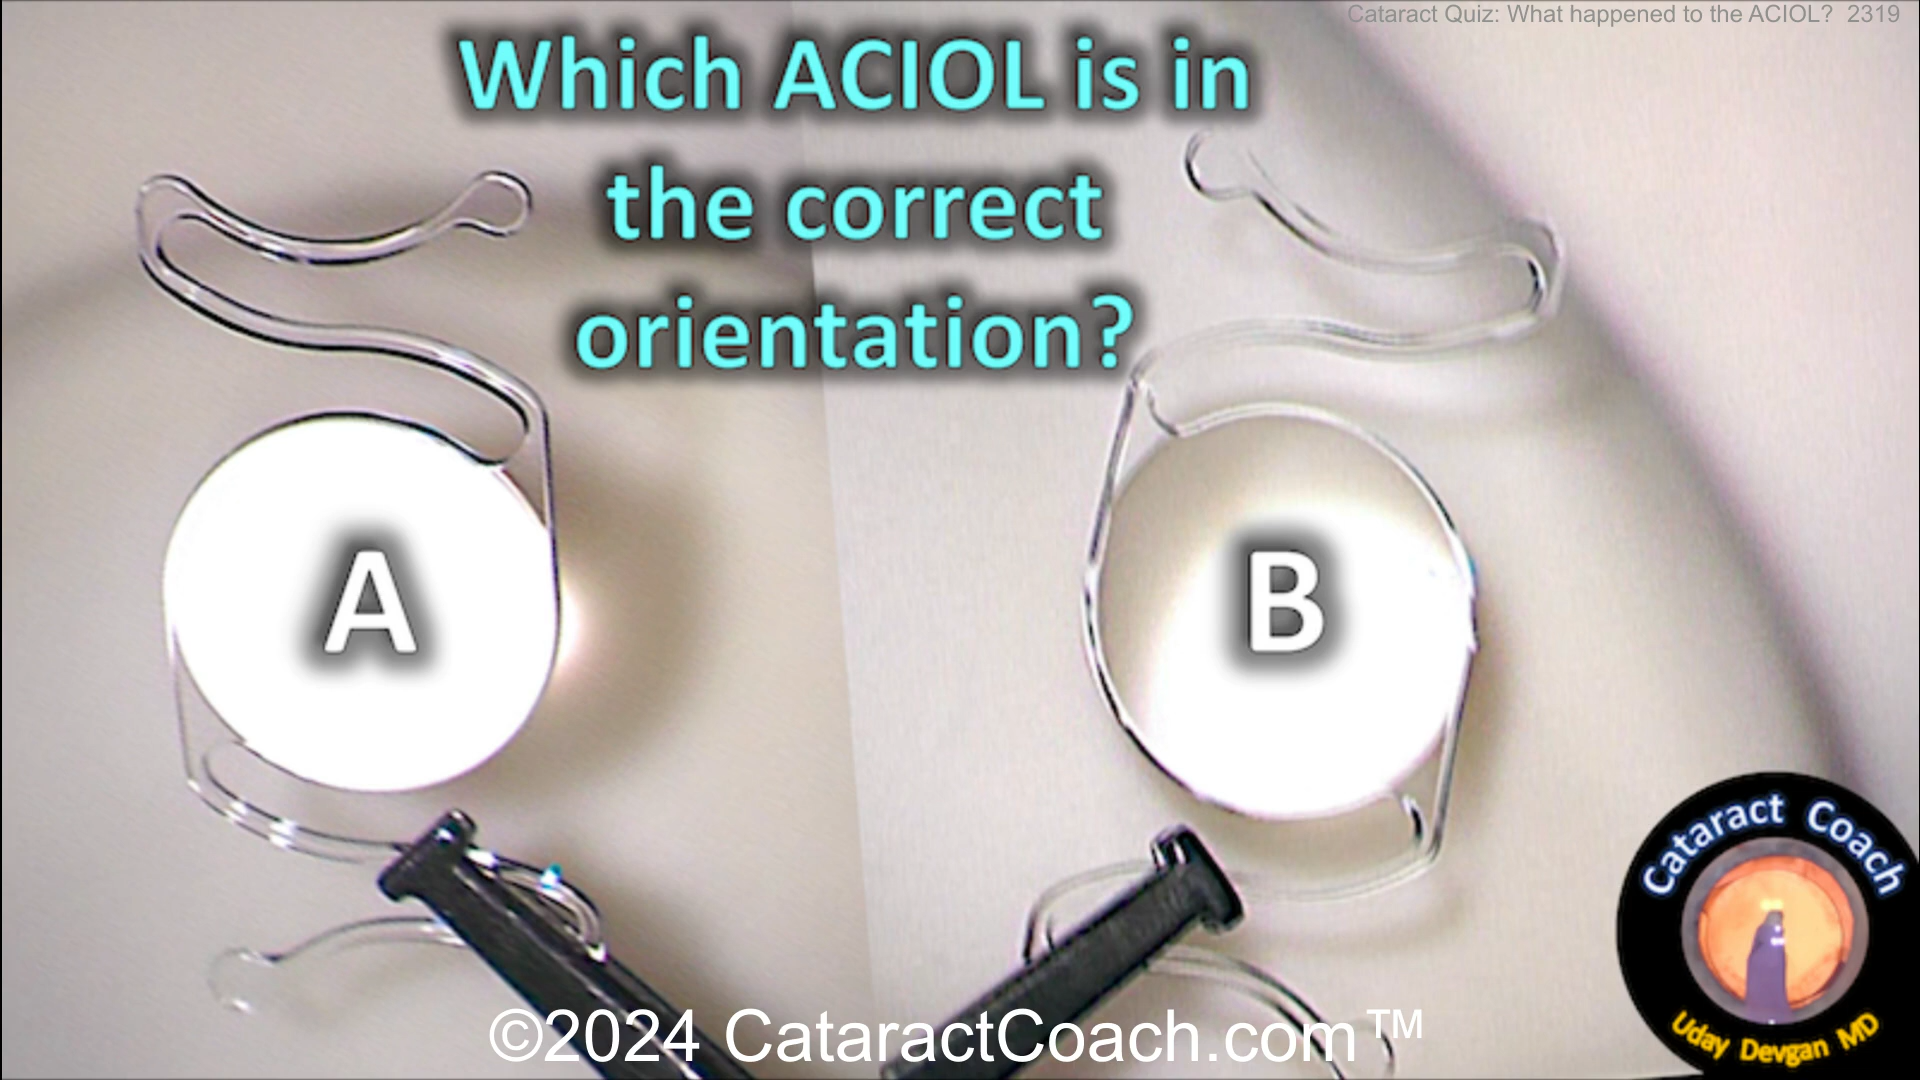 Cataract Quiz: What happened to the ACIOL? 2319
Which ACIOL is in
the correct
orientation?
A
B
Cataract Coach
Uday Devgan MD
©2024 CataractCoach.com™